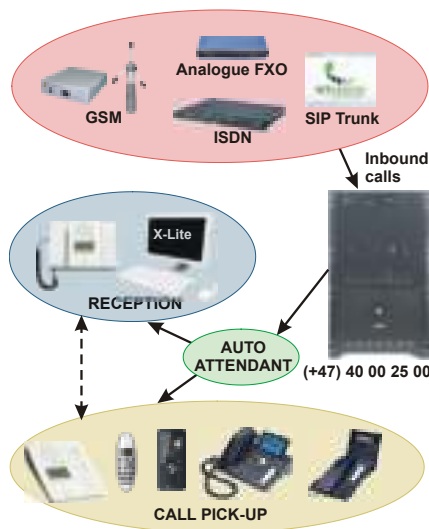 Analogue FXO
GSM
ISDN
SIP Trunk
Inbound
calls
X-Lite
RECEPTION
AUTO
ATTENDANT
(+47) 40 00 25 00
CALL PICK-UP